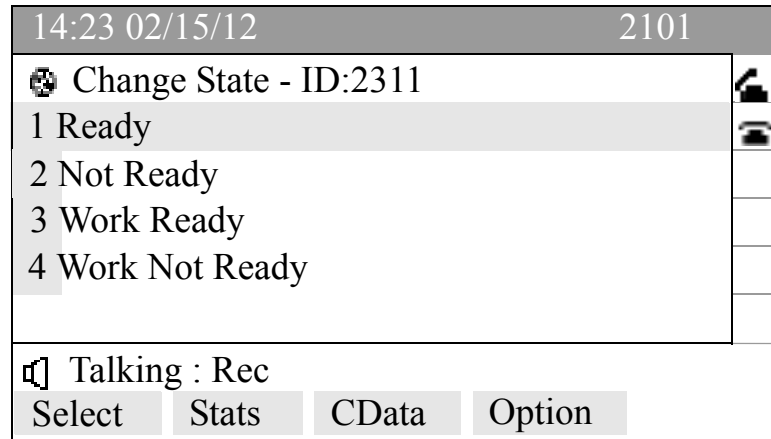 14:23 02/15/12 2101
Change State - ID:2311
1 Ready
2 Not Ready
3 Work Ready
4 Work Not Ready
Talking : Rec
Select Stats CData Option